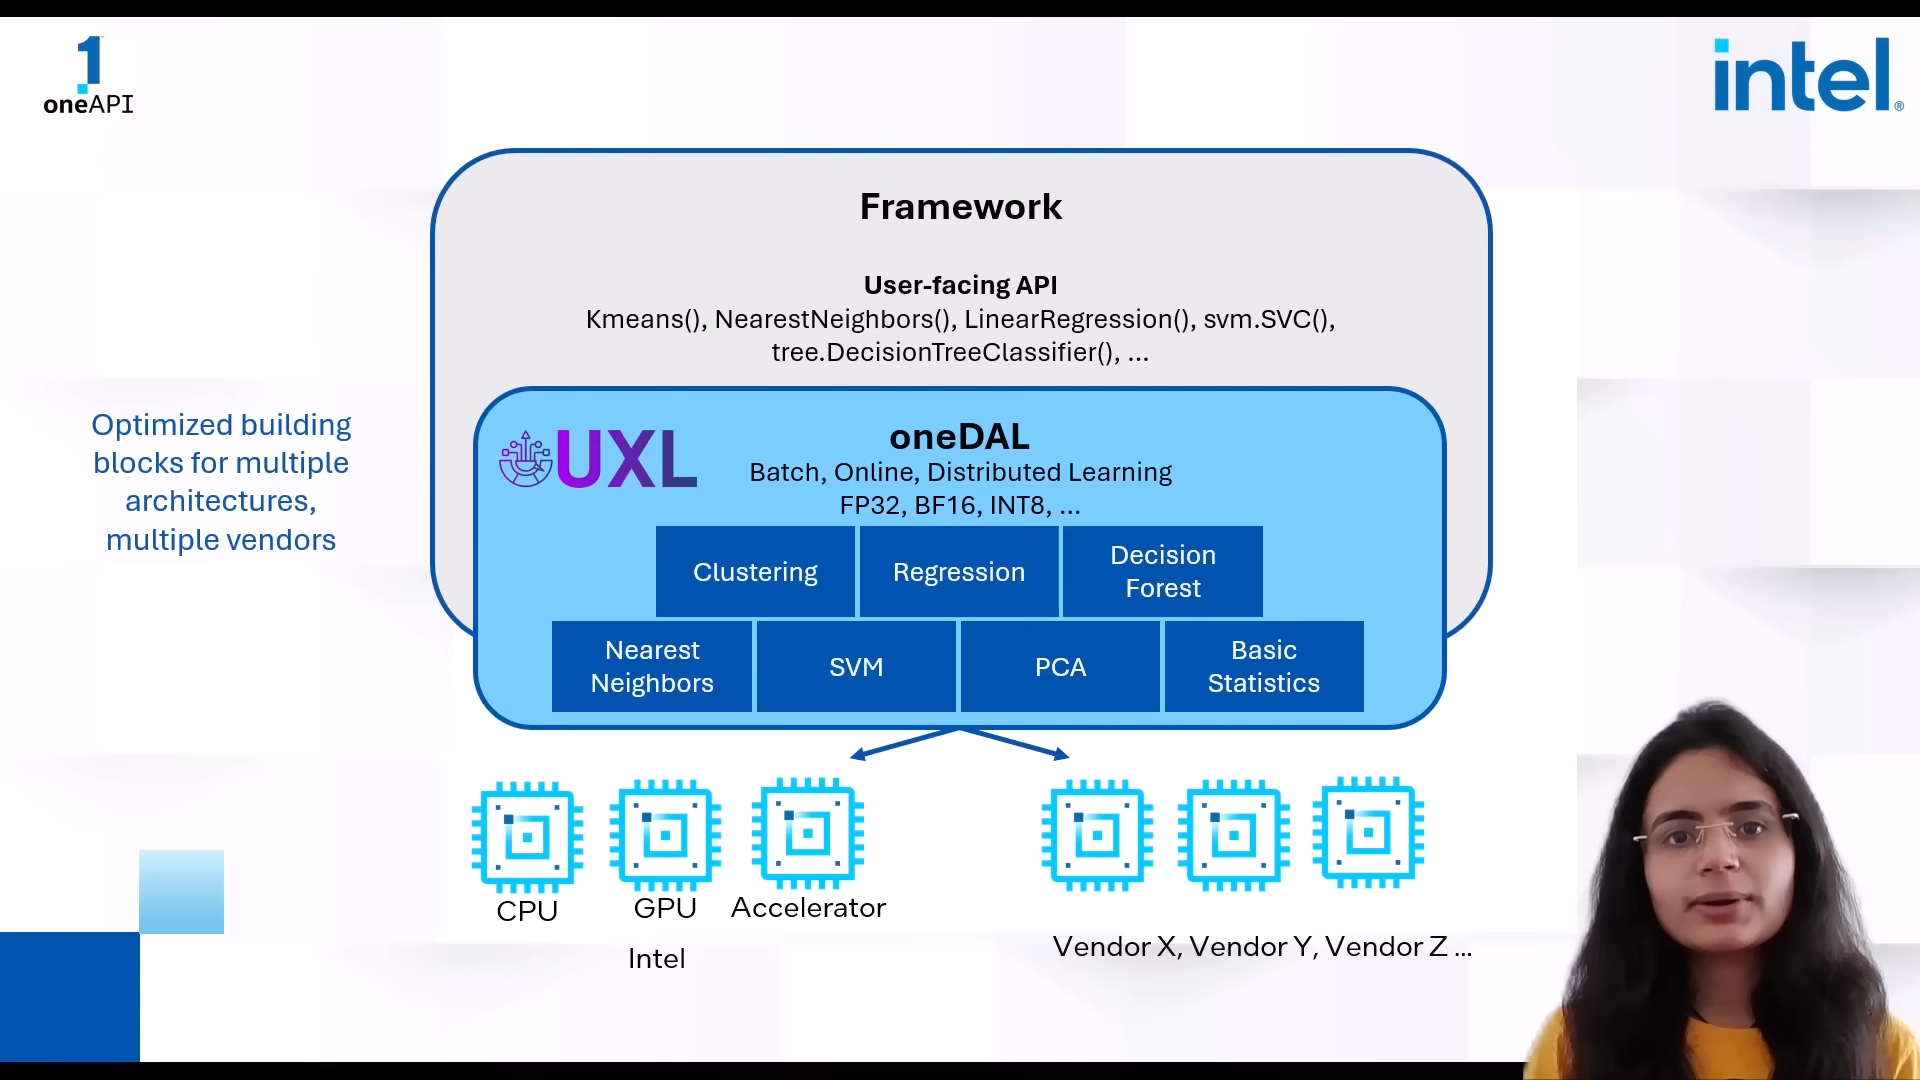 1
oneAPI
intel®
Framework
User-facing API
Kmeans(), NearestNeighbors(), LinearRegression(), svm.SVC(),
tree.DecisionTreeClassifier(), ...
Optimized building
blocks for multiple
architectures,
multiple vendors
UXL
oneDAL
Batch, Online, Distributed Learning
FP32, BF16, INT8, ...
Clustering
Regression
Decision
Forest
Nearest
Neighbors
SVM
PCA
Basic
Statistics
CPU
GPU
Accelerator
Intel
Vendor X, Vendor Y, Vendor Z ...